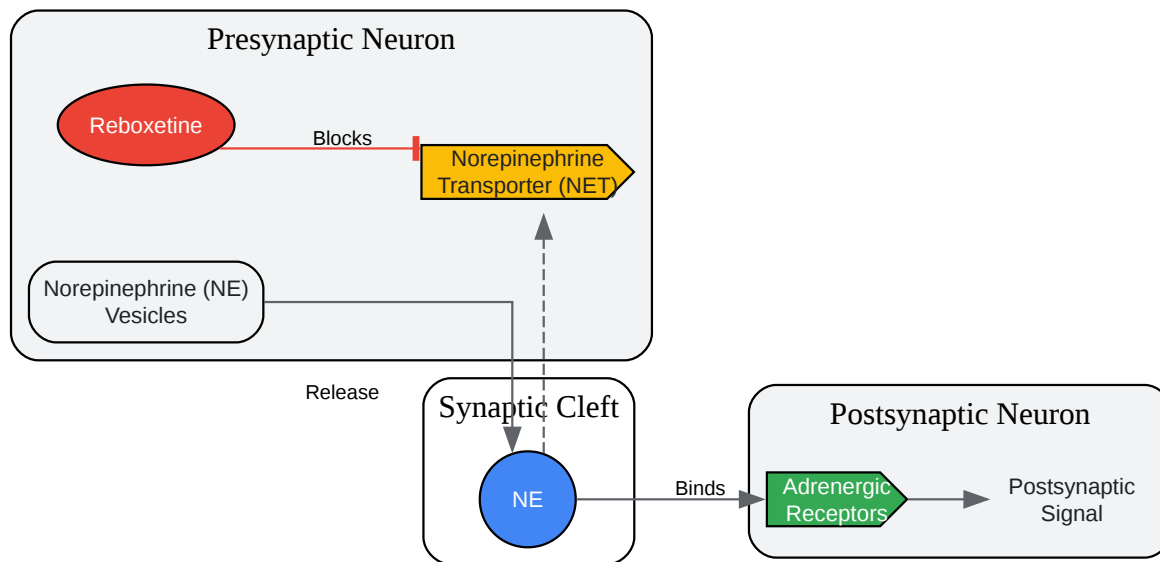 Presynaptic Neuron
Reboxetine
Blocks
Norepinephrine
Transporter (NET)
Norepinephrine (NE)
Vesicles
Release
Synaptic Cleft
NE
Binds
Postsynaptic Neuron
Adrenergic
Receptors
Postsynaptic
Signal